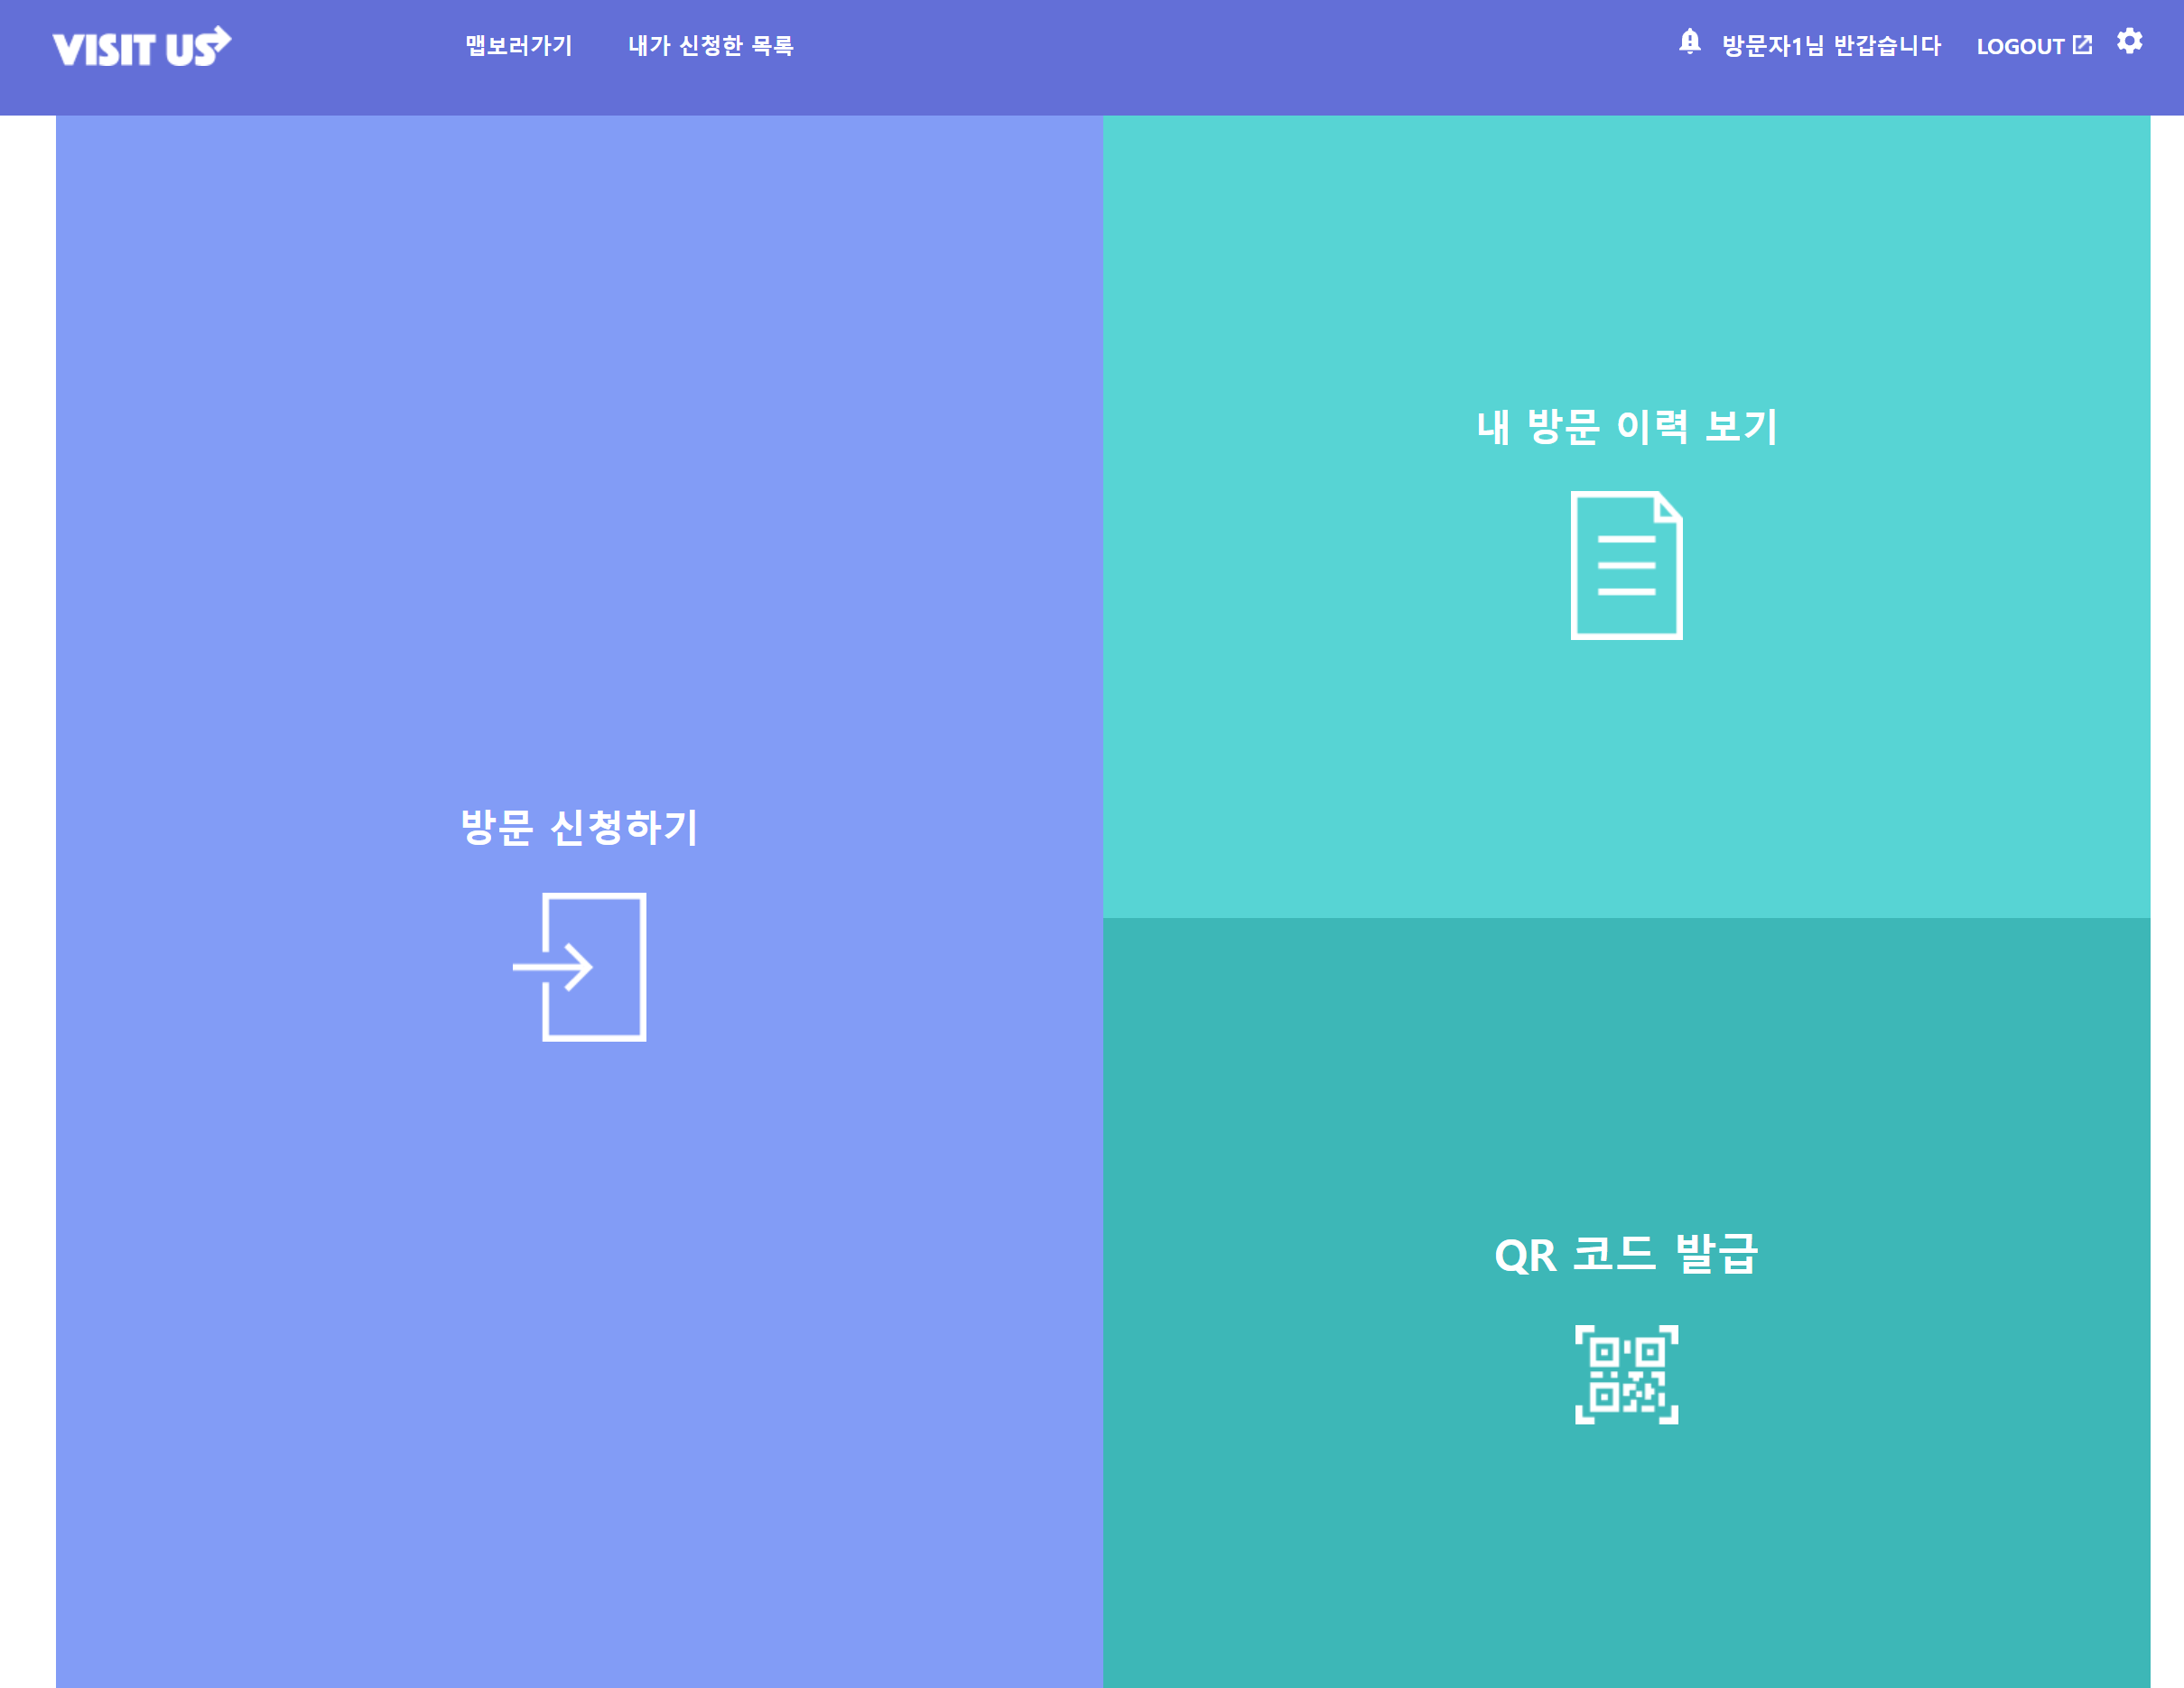 VISIT US
맵보러가기
내가 신청한 목록
방문자1님 반갑습니다
LOGOUT
내 방문 이력 보기
방문 신청하기
QR 코드 발급